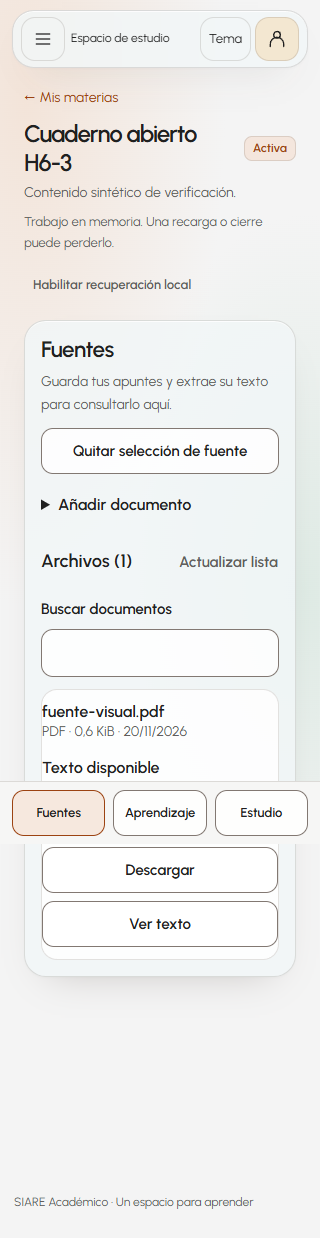 Espacio de estudio
Tema
← Mis materias
Cuaderno abierto
H6-3
Activa
Contenido sintético de verificación.
Trabajo en memoria. Una recarga o cierre
puede perderlo.
Habilitar recuperación local
Fuentes
Guarda tus apuntes y extrae su texto
para consultarlo aquí.
Quitar selección de fuente
Añadir documento
Archivos (1)
Actualizar lista
Buscar documentos
fuente-visual.pdf
PDF · 0,6 KiB · 20/11/2026
Texto disponible
Fuentes
Aprendizaje
Estudio
Descargar
Ver texto
SIARE Académico · Un espacio para aprender